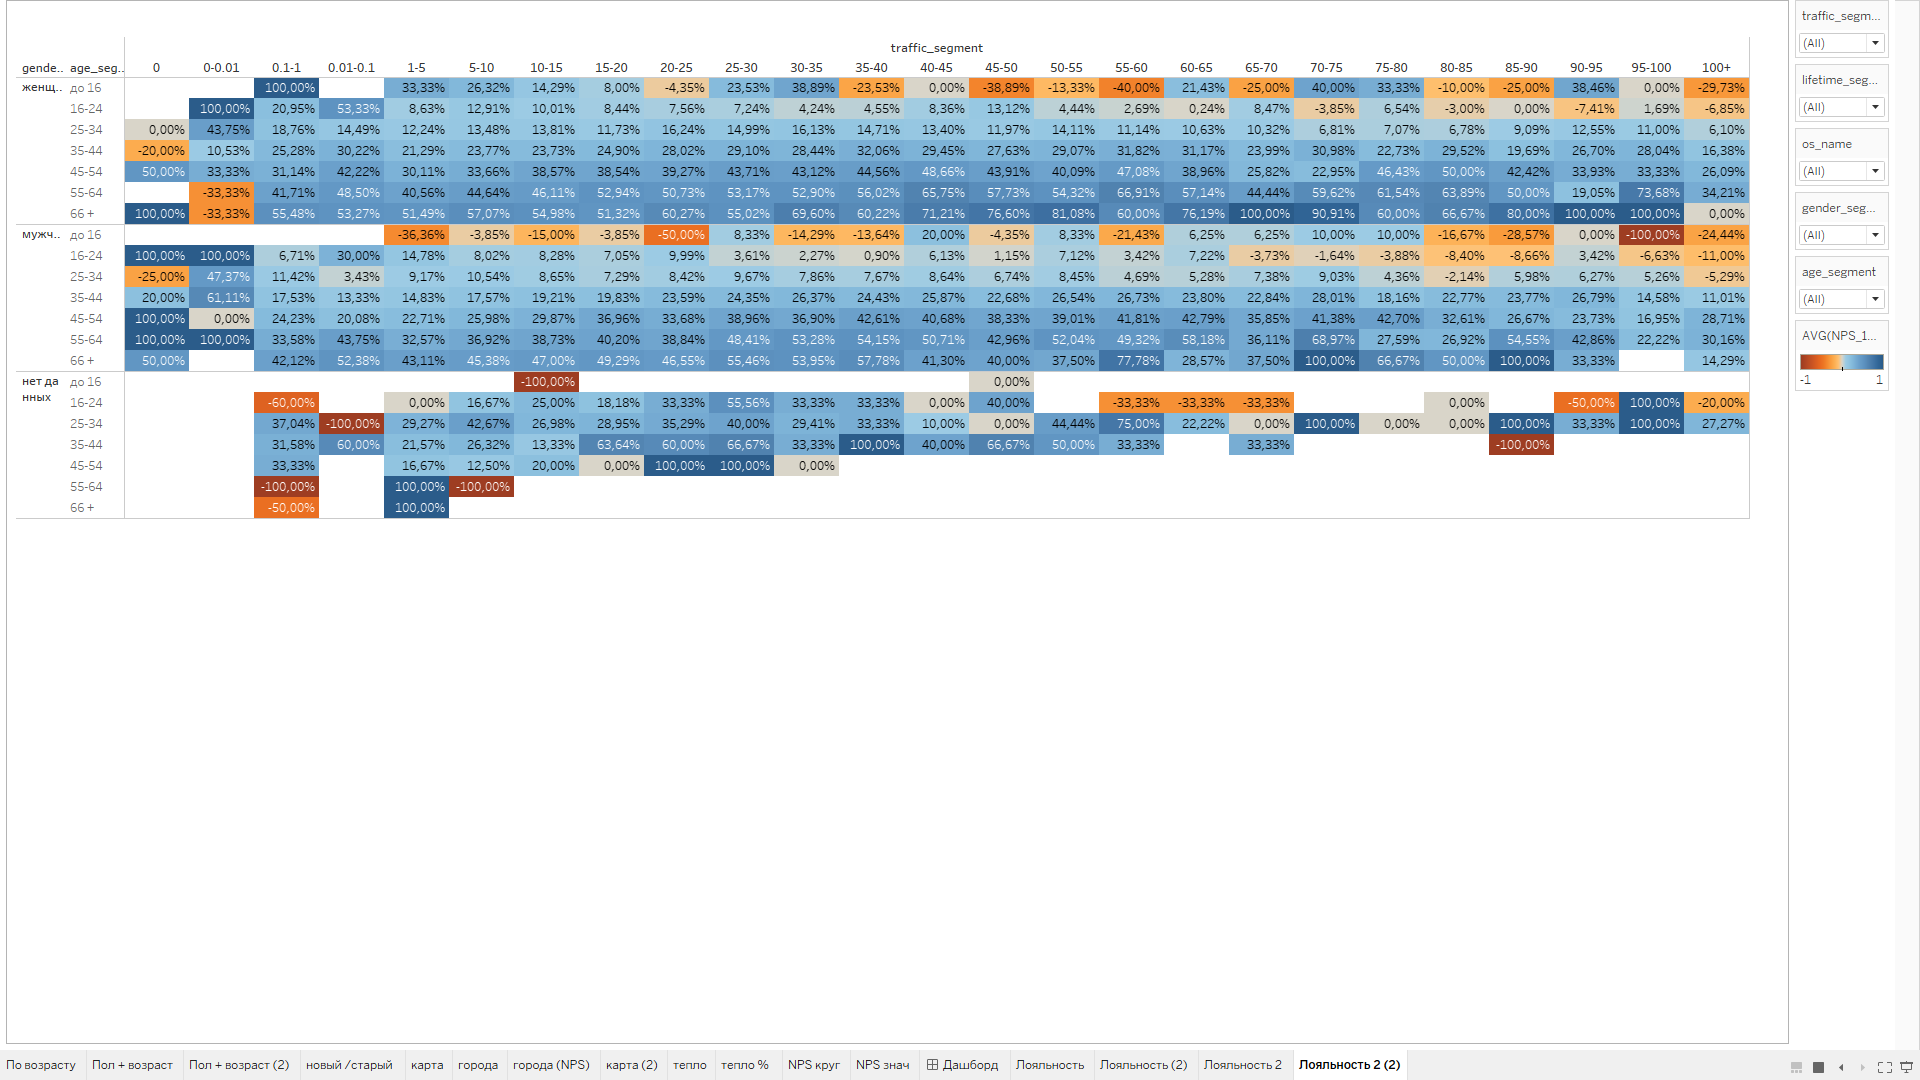 traffic_segment
gende.. age_seg.. 0 0-0.01 0.1-1 0.01-0.1 1-5 5-10 10-15 15-20 20-25 25-30 30-35 35-40 40-45 45-50 50-55 55-60 60-65 65-70 70-75 75-80 80-85 85-90 90-95 95-100 100+
женщ.. до 16 100,00% 33,33% 26,32% 14,29% 8,00% -4,35% 23,53% 38,89% -23,53% 0,00% -38,89% -13,33% -40,00% 21,43% -25,00% 40,00% 33,33% -10,00% -25,00% 38,46% 0,00% -29,73%
16-24 100,00% 20,95% 53,33% 8,63% 12,91% 10,01% 8,44% 7,56% 7,24% 4,24% 4,55% 8,36% 13,12% 4,44% 2,69% 0,24% 8,47% -3,85% 6,54% -3,00% 0,00% -7,41% 1,69% -6,85%
25-34 0,00% 43,75% 18,76% 14,49% 12,24% 13,48% 13,81% 11,73% 16,24% 14,99% 16,13% 14,71% 13,40% 11,97% 14,11% 11,14% 10,63% 10,32% 6,81% 7,07% 6,78% 9,09% 12,55% 11,00% 6,10%
35-44 -20,00% 10,53% 25,28% 30,22% 21,29% 23,77% 23,73% 24,90% 28,02% 29,10% 28,44% 32,06% 29,45% 27,63% 29,07% 31,82% 31,17% 23,99% 30,98% 22,73% 29,52% 19,69% 26,70% 28,04% 16,38%
45-54 50,00% 33,33% 31,14% 42,22% 30,11% 33,66% 38,57% 38,54% 39,27% 43,71% 43,12% 44,56% 48,66% 43,91% 40,09% 47,08% 38,96% 25,82% 22,95% 46,43% 50,00% 42,42% 33,93% 33,33% 26,09%
55-64 -33,33% 41,71% 48,50% 40,56% 44,64% 46,11% 52,94% 50,73% 53,17% 52,90% 56,02% 65,75% 57,73% 54,32% 66,91% 57,14% 44,44% 59,62% 61,54% 63,89% 50,00% 19,05% 73,68% 34,21%
66 + 100,00% -33,33% 55,48% 53,27% 51,49% 57,07% 54,98% 51,32% 60,27% 55,02% 69,60% 60,22% 71,21% 76,60% 81,08% 60,00% 76,19% 100,00% 90,91% 60,00% 66,67% 80,00% 100,00% 100,00% 0,00%
мужч.. до 16 -36,36% -3,85% -15,00% -3,85% -50,00% 8,33% -14,29% -13,64% 20,00% -4,35% 8,33% -21,43% 6,25% 6,25% 10,00% 10,00% -16,67% -28,57% 0,00% -100,00% -24,44%
16-24 100,00% 100,00% 6,71% 30,00% 14,78% 8,02% 8,28% 7,05% 9,99% 3,61% 2,27% 0,90% 6,13% 1,15% 7,12% 3,42% 7,22% -3,73% -1,64% -3,88% -8,40% -8,66% 3,42% -6,63% -11,00%
25-34 -25,00% 47,37% 11,42% 3,43% 9,17% 10,54% 8,65% 7,29% 8,42% 9,67% 7,86% 7,67% 8,64% 6,74% 8,45% 4,69% 5,28% 7,38% 9,03% 4,36% -2,14% 5,98% 6,27% 5,26% -5,29%
35-44 20,00% 61,11% 17,53% 13,33% 14,83% 17,57% 19,21% 19,83% 23,59% 24,35% 26,37% 24,43% 25,87% 22,68% 26,54% 26,73% 23,80% 22,84% 28,01% 18,16% 22,77% 23,77% 26,79% 14,58% 11,01%
45-54 100,00% 0,00% 24,23% 20,08% 22,71% 25,98% 29,87% 36,96% 33,68% 38,96% 36,90% 42,61% 40,68% 38,33% 39,01% 41,81% 42,79% 35,85% 41,38% 42,70% 32,61% 26,67% 23,73% 16,95% 28,71%
55-64 100,00% 100,00% 33,58% 43,75% 32,57% 36,92% 38,73% 40,20% 38,84% 48,41% 53,28% 54,15% 50,71% 42,96% 52,04% 49,32% 58,18% 36,11% 68,97% 27,59% 26,92% 54,55% 42,86% 22,22% 30,16%
66 + 50,00% 42,12% 52,38% 43,11% 45,38% 47,00% 49,29% 46,55% 55,46% 53,95% 57,78% 41,30% 40,00% 37,50% 77,78% 28,57% 37,50% 100,00% 66,67% 50,00% 100,00% 33,33% 14,29%
нет да до 16 -100,00% 0,00%
нных
16-24 -60,00% 0,00% 16,67% 25,00% 18,18% 33,33% 55,56% 33,33% 33,33% 0,00% 40,00% -33,33% -33,33% -33,33% 0,00% -50,00% 100,00% -20,00%
25-34 37,04% -100,00% 29,27% 42,67% 26,98% 28,95% 35,29% 40,00% 29,41% 33,33% 10,00% 0,00% 44,44% 75,00% 22,22% 0,00% 100,00% 0,00% 0,00% 100,00% 33,33% 100,00% 27,27%
35-44 31,58% 60,00% 21,57% 26,32% 13,33% 63,64% 60,00% 66,67% 33,33% 100,00% 40,00% 66,67% 50,00% 33,33% 33,33% -100,00%
45-54 33,33% 16,67% 12,50% 20,00% 0,00% 100,00% 100,00% 0,00%
55-64 -100,00% 100,00% -100,00%
66 + -50,00% 100,00%
traffic_segm...
(All)
lifetime_seg...
(All)
os_name
(All)
gender_seg...
(All)
age_segment
(All)
AVG(NPS_1...
-1 1
По возрасту Пол + возраст Пол + возраст (2) новый /старый карта города города (NPS) карта (2) тепло тепло % NPS круг NPS знач Дашборд Лояльность Лояльность (2) Лояльность 2 Лояльность 2 (2)